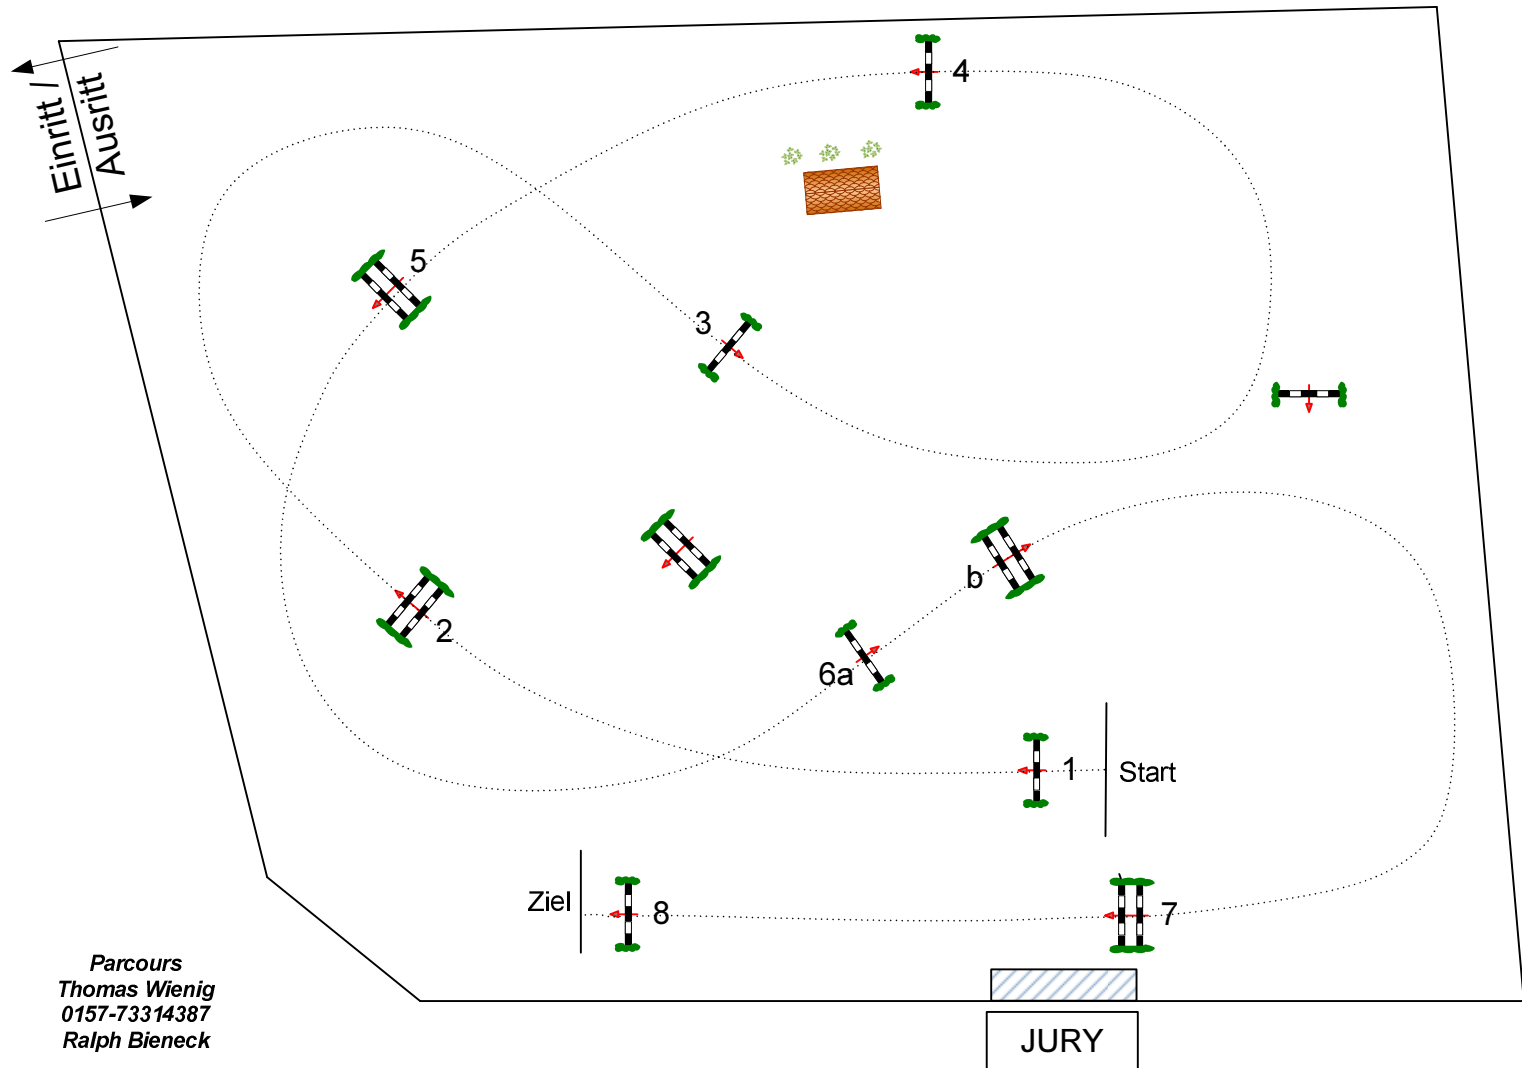 Einritt /
Ausritt
4
5
3
b
2
6a
1
Start
Ziel
8
7
Parcours
Thomas Wienig
0157-73314387
Ralph Bieneck
JURY